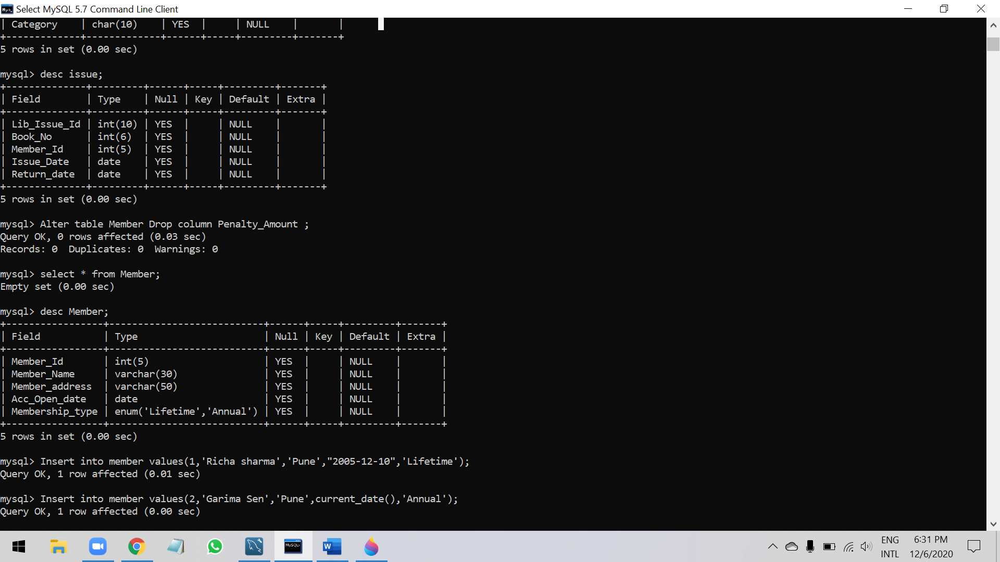 Select MySQL 5.7 Command Line Client
| Category    | char(10)    | YES  |     | NULL    |       |
+-------------+-------------+------+-----+---------+-------+
5 rows in set (0.00 sec)
mysql> desc issue;
+--------------+---------+------+-----+---------+-------+
| Field        | Type    | Null | Key | Default | Extra |
+--------------+---------+------+-----+---------+-------+
| Lib_Issue_Id | int(10) | YES  |     | NULL    |       |
| Book_No      | int(6)  | YES  |     | NULL    |       |
| Member_Id    | int(5)  | YES  |     | NULL    |       |
| Issue_Date   | date    | YES  |     | NULL    |       |
| Return_date  | date    | YES  |     | NULL    |       |
+--------------+---------+------+-----+---------+-------+
5 rows in set (0.00 sec)
mysql> Alter table Member Drop column Penalty_Amount ;
Query OK, 0 rows affected (0.03 sec)
Records: 0  Duplicates: 0  Warnings: 0
mysql> select * from Member;
Empty set (0.00 sec)
mysql> desc Member;
+-----------------+---------------------------+------+-----+---------+-------+
| Field           | Type                      | Null | Key | Default | Extra |
+-----------------+---------------------------+------+-----+---------+-------+
| Member_Id       | int(5)                    | YES  |     | NULL    |       |
| Member_Name     | varchar(30)               | YES  |     | NULL    |       |
| Member_address  | varchar(50)               | YES  |     | NULL    |       |
| Acc_Open_date   | date                      | YES  |     | NULL    |       |
| Membership_type | enum('Lifetime','Annual') | YES  |     | NULL    |       |
+-----------------+---------------------------+------+-----+---------+-------+
5 rows in set (0.00 sec)
mysql> Insert into member values(1,'Richa sharma','Pune',"2005-12-10",'Lifetime');
Query OK, 1 row affected (0.01 sec)
mysql> Insert into member values(2,'Garima Sen','Pune',current_date(),'Annual');
Query OK, 1 row affected (0.00 sec)
MySQL>
W
ENG
INTL
6:31 PM
12/6/2020